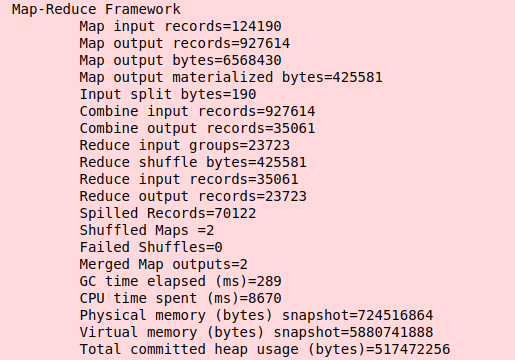 Map-Reduce Framework
Map input records=124190
Map output records=927614
Map output bytes=6568430
Map output materialized bytes=425581
Input split bytes=190
Combine input records=927614
Combine output records=35061
Reduce input groups=23723
Reduce shuffle bytes=425581
Reduce input records=35061
Reduce output records=23723
Spilled Records=70122
Shuffled Maps =2
Failed Shuffles=0
Merged Map outputs=2
GC time elapsed (ms)=289
CPU time spent (ms)=8670
Physical memory (bytes) snapshot=724516864
Virtual memory (bytes) snapshot=5880741888
Total committed heap usage (bytes)=517472256